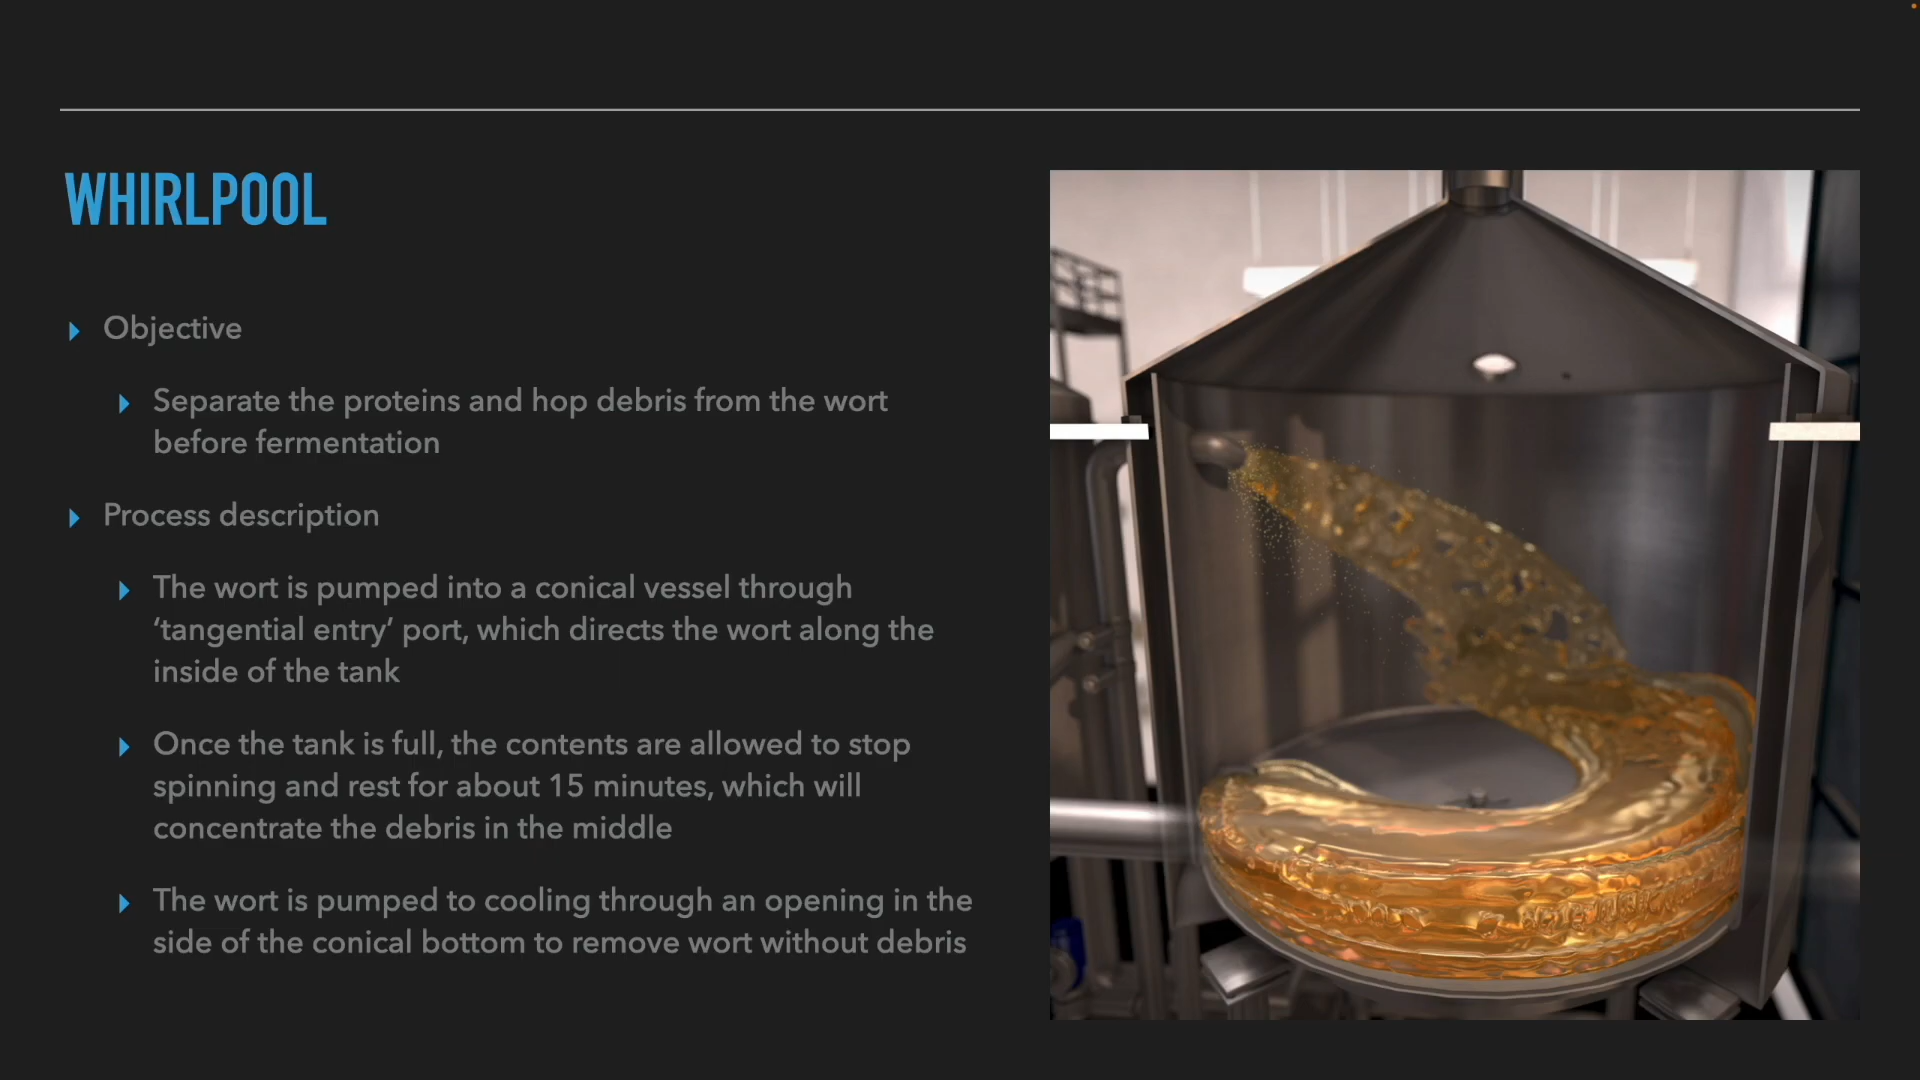 WHIRLPOOL
Objective
Separate the proteins and hop debris from the wort
before fermentation
Process description
The wort is pumped into a conical vessel through
‘tangential entry’ port, which directs the wort along the
inside of the tank
Once the tank is full, the contents are allowed to stop
spinning and rest for about 15 minutes, which will
concentrate the debris in the middle
The wort is pumped to cooling through an opening in the
side of the conical bottom to remove wort without debris